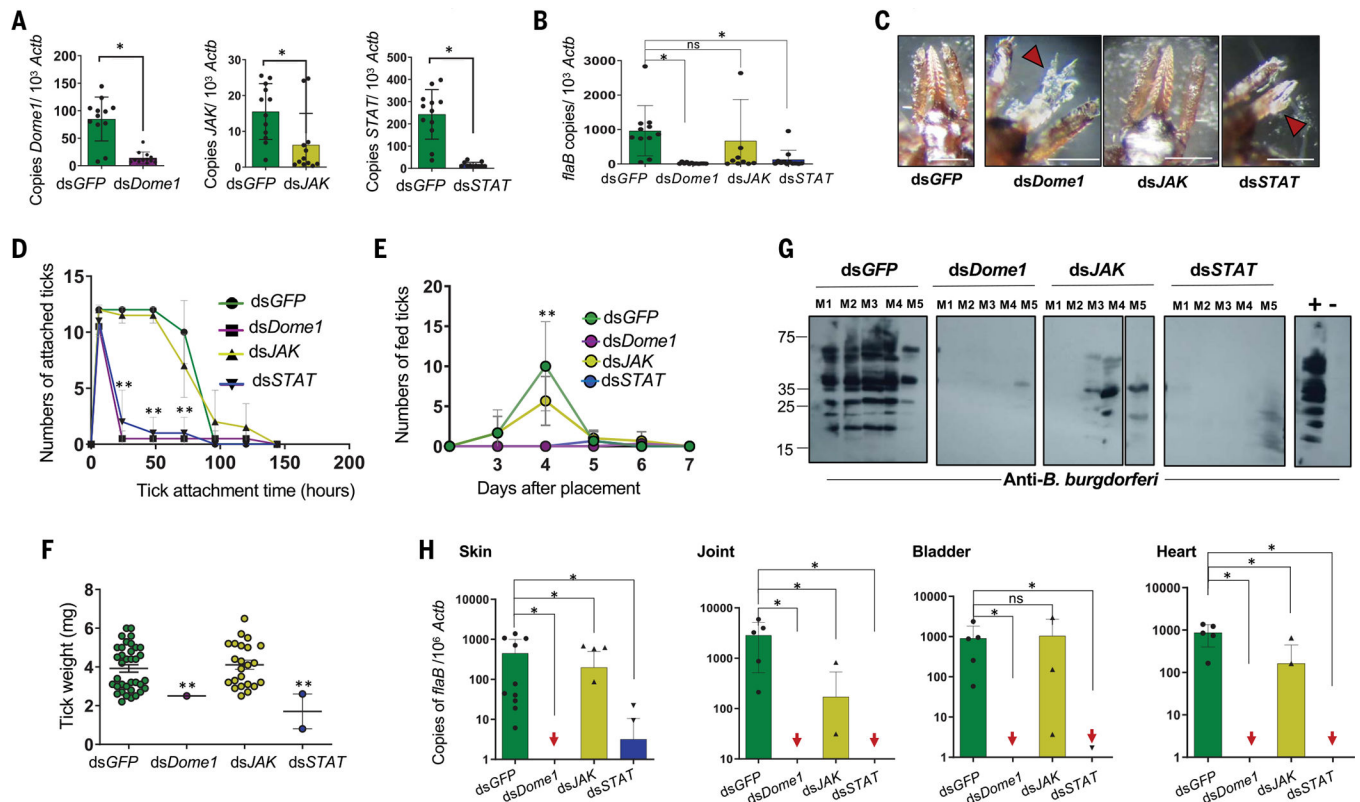 A
Copies Dome1/ 10³ Actb
200
150
100
50
0
*
dsGFP dsDome1
Copies JAK/ 10³ Actb
30
20
10
0
*
dsGFP dsJAK
Copies STAT/ 10³ Actb
500
400
300
200
100
0
*
dsGFP dsSTAT
B
flaB copies/ 10³ Actb
3000
2000
1000
0
*
ns
*
dsGFP dsDome1 dsJAK dsSTAT
C
dsGFP dsDome1 dsJAK dsSTAT
D
Numbers of attached ticks
15
10
5
0
0 50 100 150 200
Tick attachment time (hours)
** ** **
dsGFP
dsDome1
dsJAK
dsSTAT
E
Numbers of fed ticks
20
15
10
5
0
3 4 5 6 7
Days after placement
**
dsGFP
dsDome1
dsJAK
dsSTAT
G
dsGFP dsDome1 dsJAK dsSTAT
M1 M2 M3 M4 M5 M1 M2 M3 M4 M5 M1 M2 M3 M4 M5 M1 M2 M3 M4 M5 + -
75
35
25
15
Anti-B. burgdorferi
F
Tick weight (mg)
8
6
4
2
0
** **
dsGFP dsDome1 dsJAK dsSTAT
H
Skin
Copies of flaB /10⁶ Actb
10000
1000
100
10
1
*
*
*
dsGFP dsDome1 dsJAK dsSTAT
Joint
10000
1000
100
10
*
*
*
dsGFP dsDome1 dsJAK dsSTAT
Bladder
10000
1000
100
10
1
*
ns
*
dsGFP dsDome1 dsJAK dsSTAT
Heart
10000
1000
100
10
1
*
*
*
dsGFP dsDome1 dsJAK dsSTAT